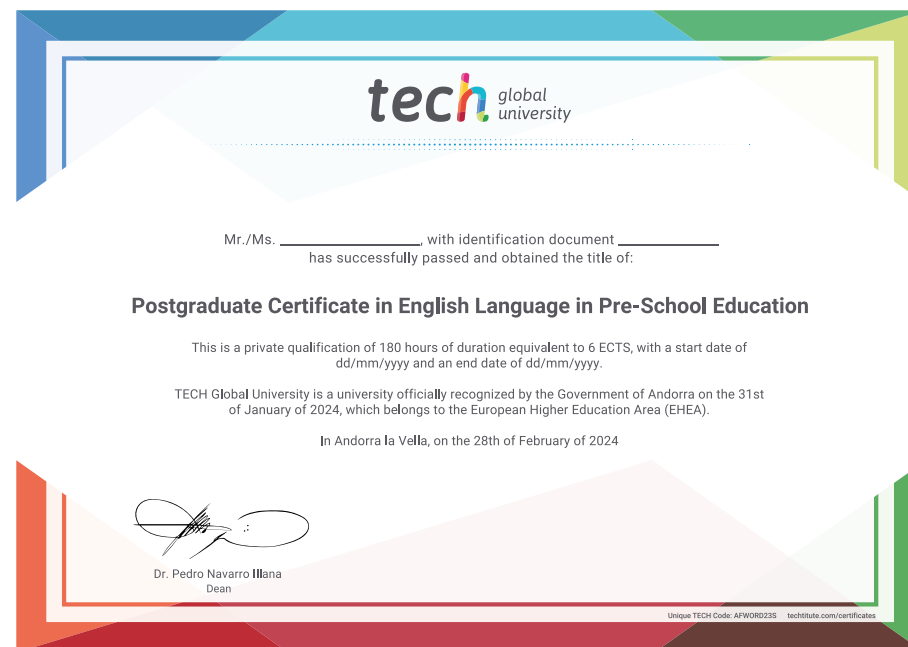 tech global
university
Mr./Ms. ____________________, with identification document ______________
has successfully passed and obtained the title of:
Postgraduate Certificate in English Language in Pre-School Education
This is a private qualification of 180 hours of duration equivalent to 6 ECTS, with a start date of
dd/mm/yyyy and an end date of dd/mm/yyyy.
TECH Global University is a university officially recognized by the Government of Andorra on the 31st
of January of 2024, which belongs to the European Higher Education Area (EHEA).
In Andorra la Vella, on the 28th of February of 2024
Dr. Pedro Navarro Illana
Dean
Unique TECH Code: AFWORD23S techtitute.com/certificates